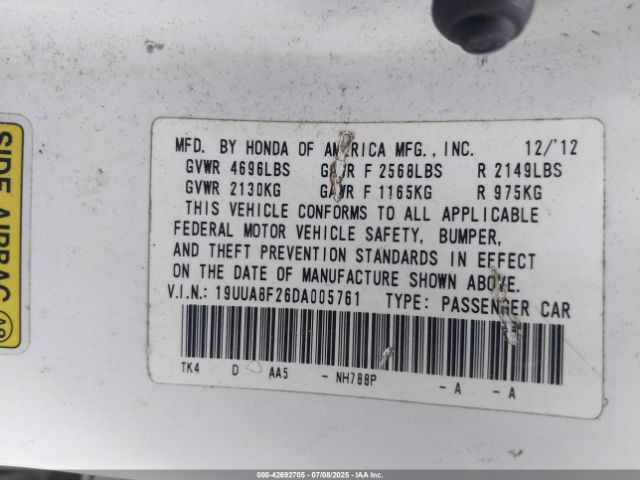 SIDE AIRBAG
MFD. BY HONDA OF AMERICA MFG., INC. 12/'12
GVWR 4696LBS GAWR F 2568LBS R 2149LBS
GVWR 2130KG GAWR F 1165KG R 975KG
THIS VEHICLE CONFORMS TO ALL APPLICABLE
FEDERAL MOTOR VEHICLE SAFETY, BUMPER,
AND THEFT PREVENTION STANDARDS IN EFFECT
ON THE DATE OF MANUFACTURE SHOWN ABOVE.
V.I.N.: 19UUA8F26DA005761 TYPE: PASSENGER CAR
TK4 D AA5 - NH788P - A - A
000-42692705 - 07/08/2025 - IAA Inc.